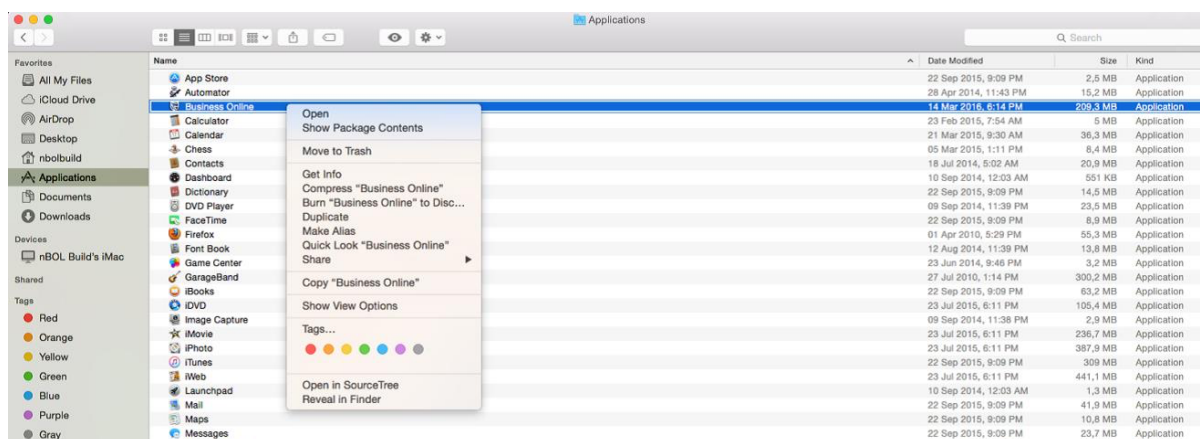 Applications
Search
Favorites
All My Files
iCloud Drive
AirDrop
Desktop
nbolbuild
Applications
Documents
Downloads
Devices
nBOL Build's iMac
Shared
Tags
Red
Orange
Yellow
Green
Blue
Purple
Gray
Name Date Modified Size Kind
App Store 22 Sep 2015, 9:09 PM 2,5 MB Application
Automator 28 Apr 2014, 11:43 PM 15,2 MB Application
Business Online 14 Mar 2016, 6:14 PM 209,3 MB Application
Calculator 23 Feb 2015, 7:54 AM 5 MB Application
Calendar 21 Mar 2015, 9:30 AM 36,3 MB Application
Chess 05 Mar 2015, 1:11 PM 8,4 MB Application
Contacts 18 Jul 2014, 5:02 AM 20,9 MB Application
Dashboard 10 Sep 2014, 12:03 AM 551 KB Application
Dictionary 22 Sep 2015, 9:09 PM 14,5 MB Application
DVD Player 09 Sep 2014, 11:39 PM 23,5 MB Application
FaceTime 22 Sep 2015, 9:09 PM 8,9 MB Application
Firefox 01 Apr 2010, 5:29 PM 55,3 MB Application
Font Book 12 Aug 2014, 11:39 PM 13,8 MB Application
Game Center 23 Jun 2014, 9:46 PM 3,2 MB Application
GarageBand 27 Jul 2010, 1:14 PM 300,2 MB Application
iBooks 22 Sep 2015, 9:09 PM 63,2 MB Application
iDVD 23 Jul 2015, 6:11 PM 105,4 MB Application
Image Capture 09 Sep 2014, 11:38 PM 2,9 MB Application
iMovie 23 Jul 2015, 6:11 PM 236,7 MB Application
iPhoto 23 Jul 2015, 6:11 PM 387,9 MB Application
iTunes 22 Sep 2015, 9:09 PM 309 MB Application
iWeb 23 Jul 2015, 6:11 PM 441,1 MB Application
Launchpad 10 Sep 2014, 12:03 AM 1,3 MB Application
Mail 22 Sep 2015, 9:09 PM 41,9 MB Application
Maps 22 Sep 2015, 9:09 PM 10,8 MB Application
Messages 22 Sep 2015, 9:09 PM 23,7 MB Application
Open
Show Package Contents
Move to Trash
Get Info
Compress "Business Online"
Burn "Business Online" to Disc...
Duplicate
Make Alias
Quick Look "Business Online"
Share
Copy "Business Online"
Show View Options
Tags...
Open in SourceTree
Reveal in Finder